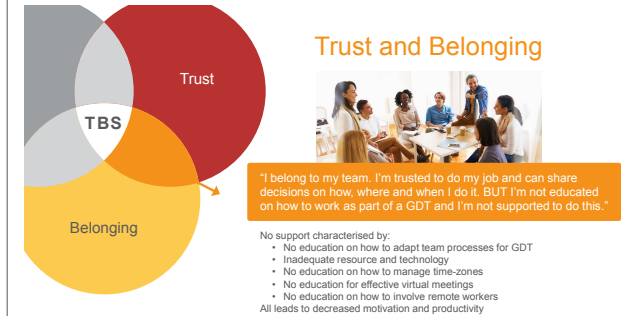 Trust and Belonging
Trust
TBS
Belonging
“I belong to my team. I’m trusted to do my job and can share
decisions on how, where and when I do it. BUT I’m not educated
on how to work as part of a GDT and I’m not supported to do this.”
No support characterised by:
• No education on how to adapt team processes for GDT
• Inadequate resource and technology
• No education on how to manage time-zones
• No education for effective virtual meetings
• No education on how to involve remote workers
All leads to decreased motivation and productivity